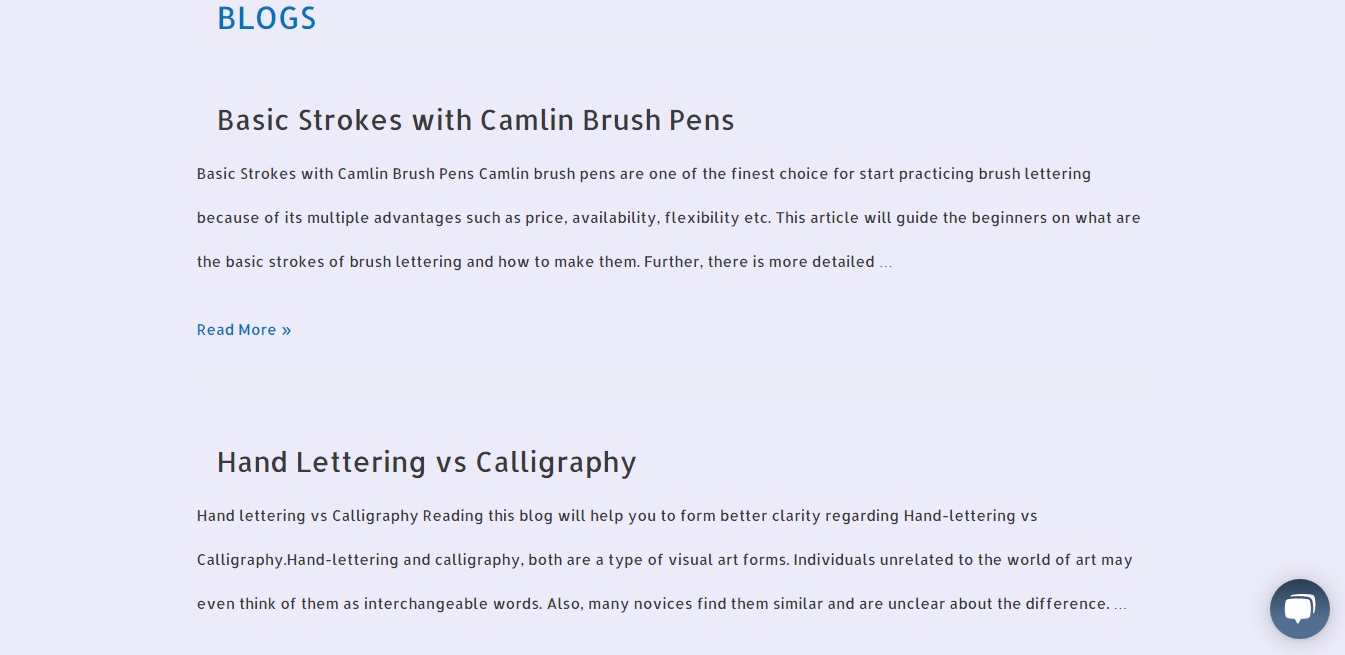 BLOGS
Basic Strokes with Camlin Brush Pens
Basic Strokes with Camlin Brush Pens Camlin brush pens are one of the finest choice for start practicing brush lettering
because of its multiple advantages such as price, availability, flexibility etc. This article will guide the beginners on what are
the basic strokes of brush lettering and how to make them. Further, there is more detailed …
Read More »
Hand Lettering vs Calligraphy
Hand lettering vs Calligraphy Reading this blog will help you to form better clarity regarding Hand-lettering vs
Calligraphy.Hand-lettering and calligraphy, both are a type of visual art forms. Individuals unrelated to the world of art may
even think of them as interchangeable words. Also, many novices find them similar and are unclear about the difference. …